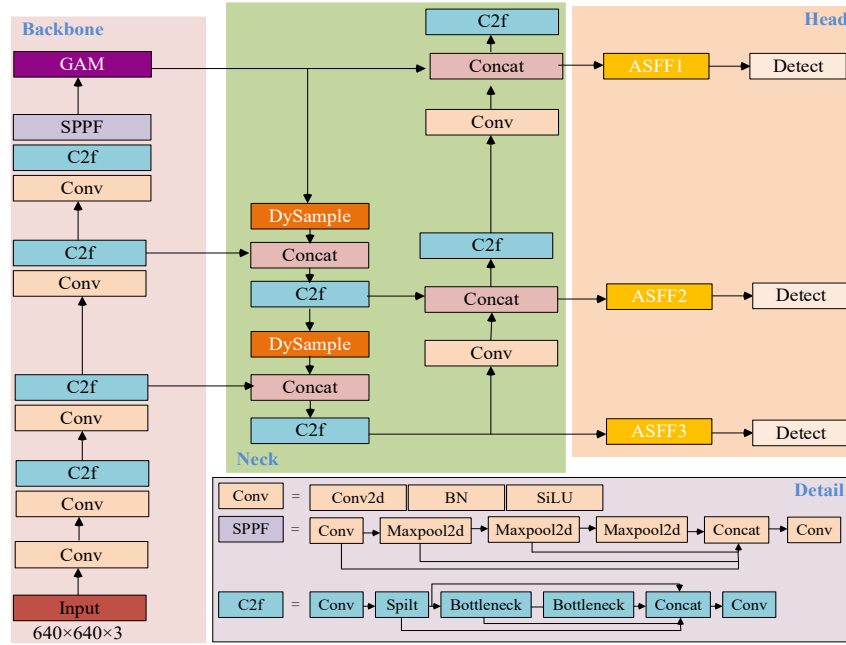 Backbone
GAM
SPPF
C2f
Conv
C2f
Conv
C2f
Conv
C2f
Conv
Conv
Input
640×640×3
DySample
Concat
C2f
DySample
Concat
C2f
Neck
C2f
Concat
Conv
C2f
Concat
Conv
Head
ASFF1 Detect
ASFF2 Detect
ASFF3 Detect
Detail
Conv = Conv2d BN SiLU
SPPF = Conv Maxpool2d Maxpool2d Maxpool2d Concat Conv
C2f = Conv Spilt Bottleneck Bottleneck Concat Conv